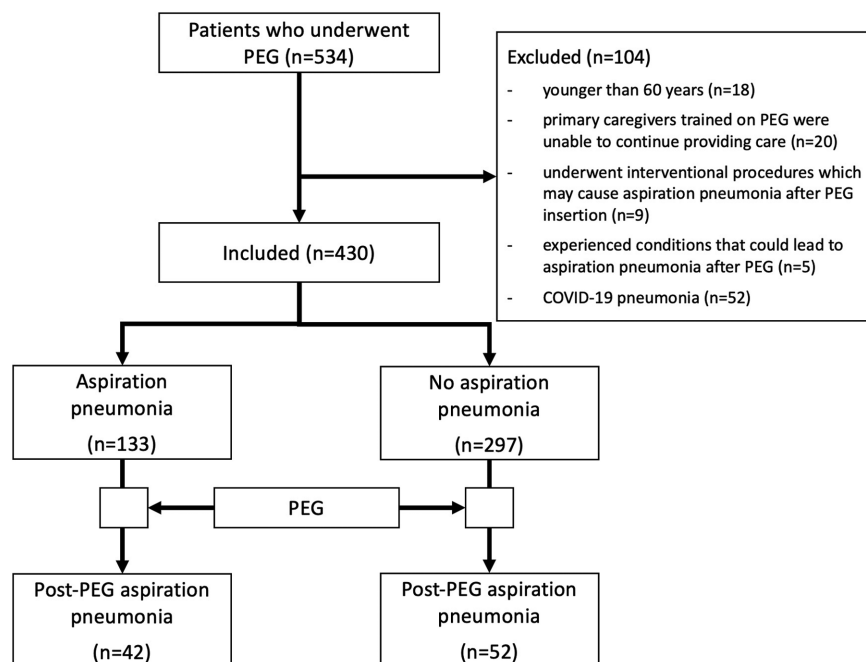 Patients who underwent
PEG (n=534)
Excluded (n=104)
- younger than 60 years (n=18)
- primary caregivers trained on PEG were
unable to continue providing care (n=20)
- underwent interventional procedures which
may cause aspiration pneumonia after PEG
insertion (n=9)
- experienced conditions that could lead to
aspiration pneumonia after PEG (n=5)
- COVID-19 pneumonia (n=52)
Included (n=430)
Aspiration
pneumonia
(n=133)
No aspiration
pneumonia
(n=297)
PEG
Post-PEG aspiration
pneumonia
(n=42)
Post-PEG aspiration
pneumonia
(n=52)